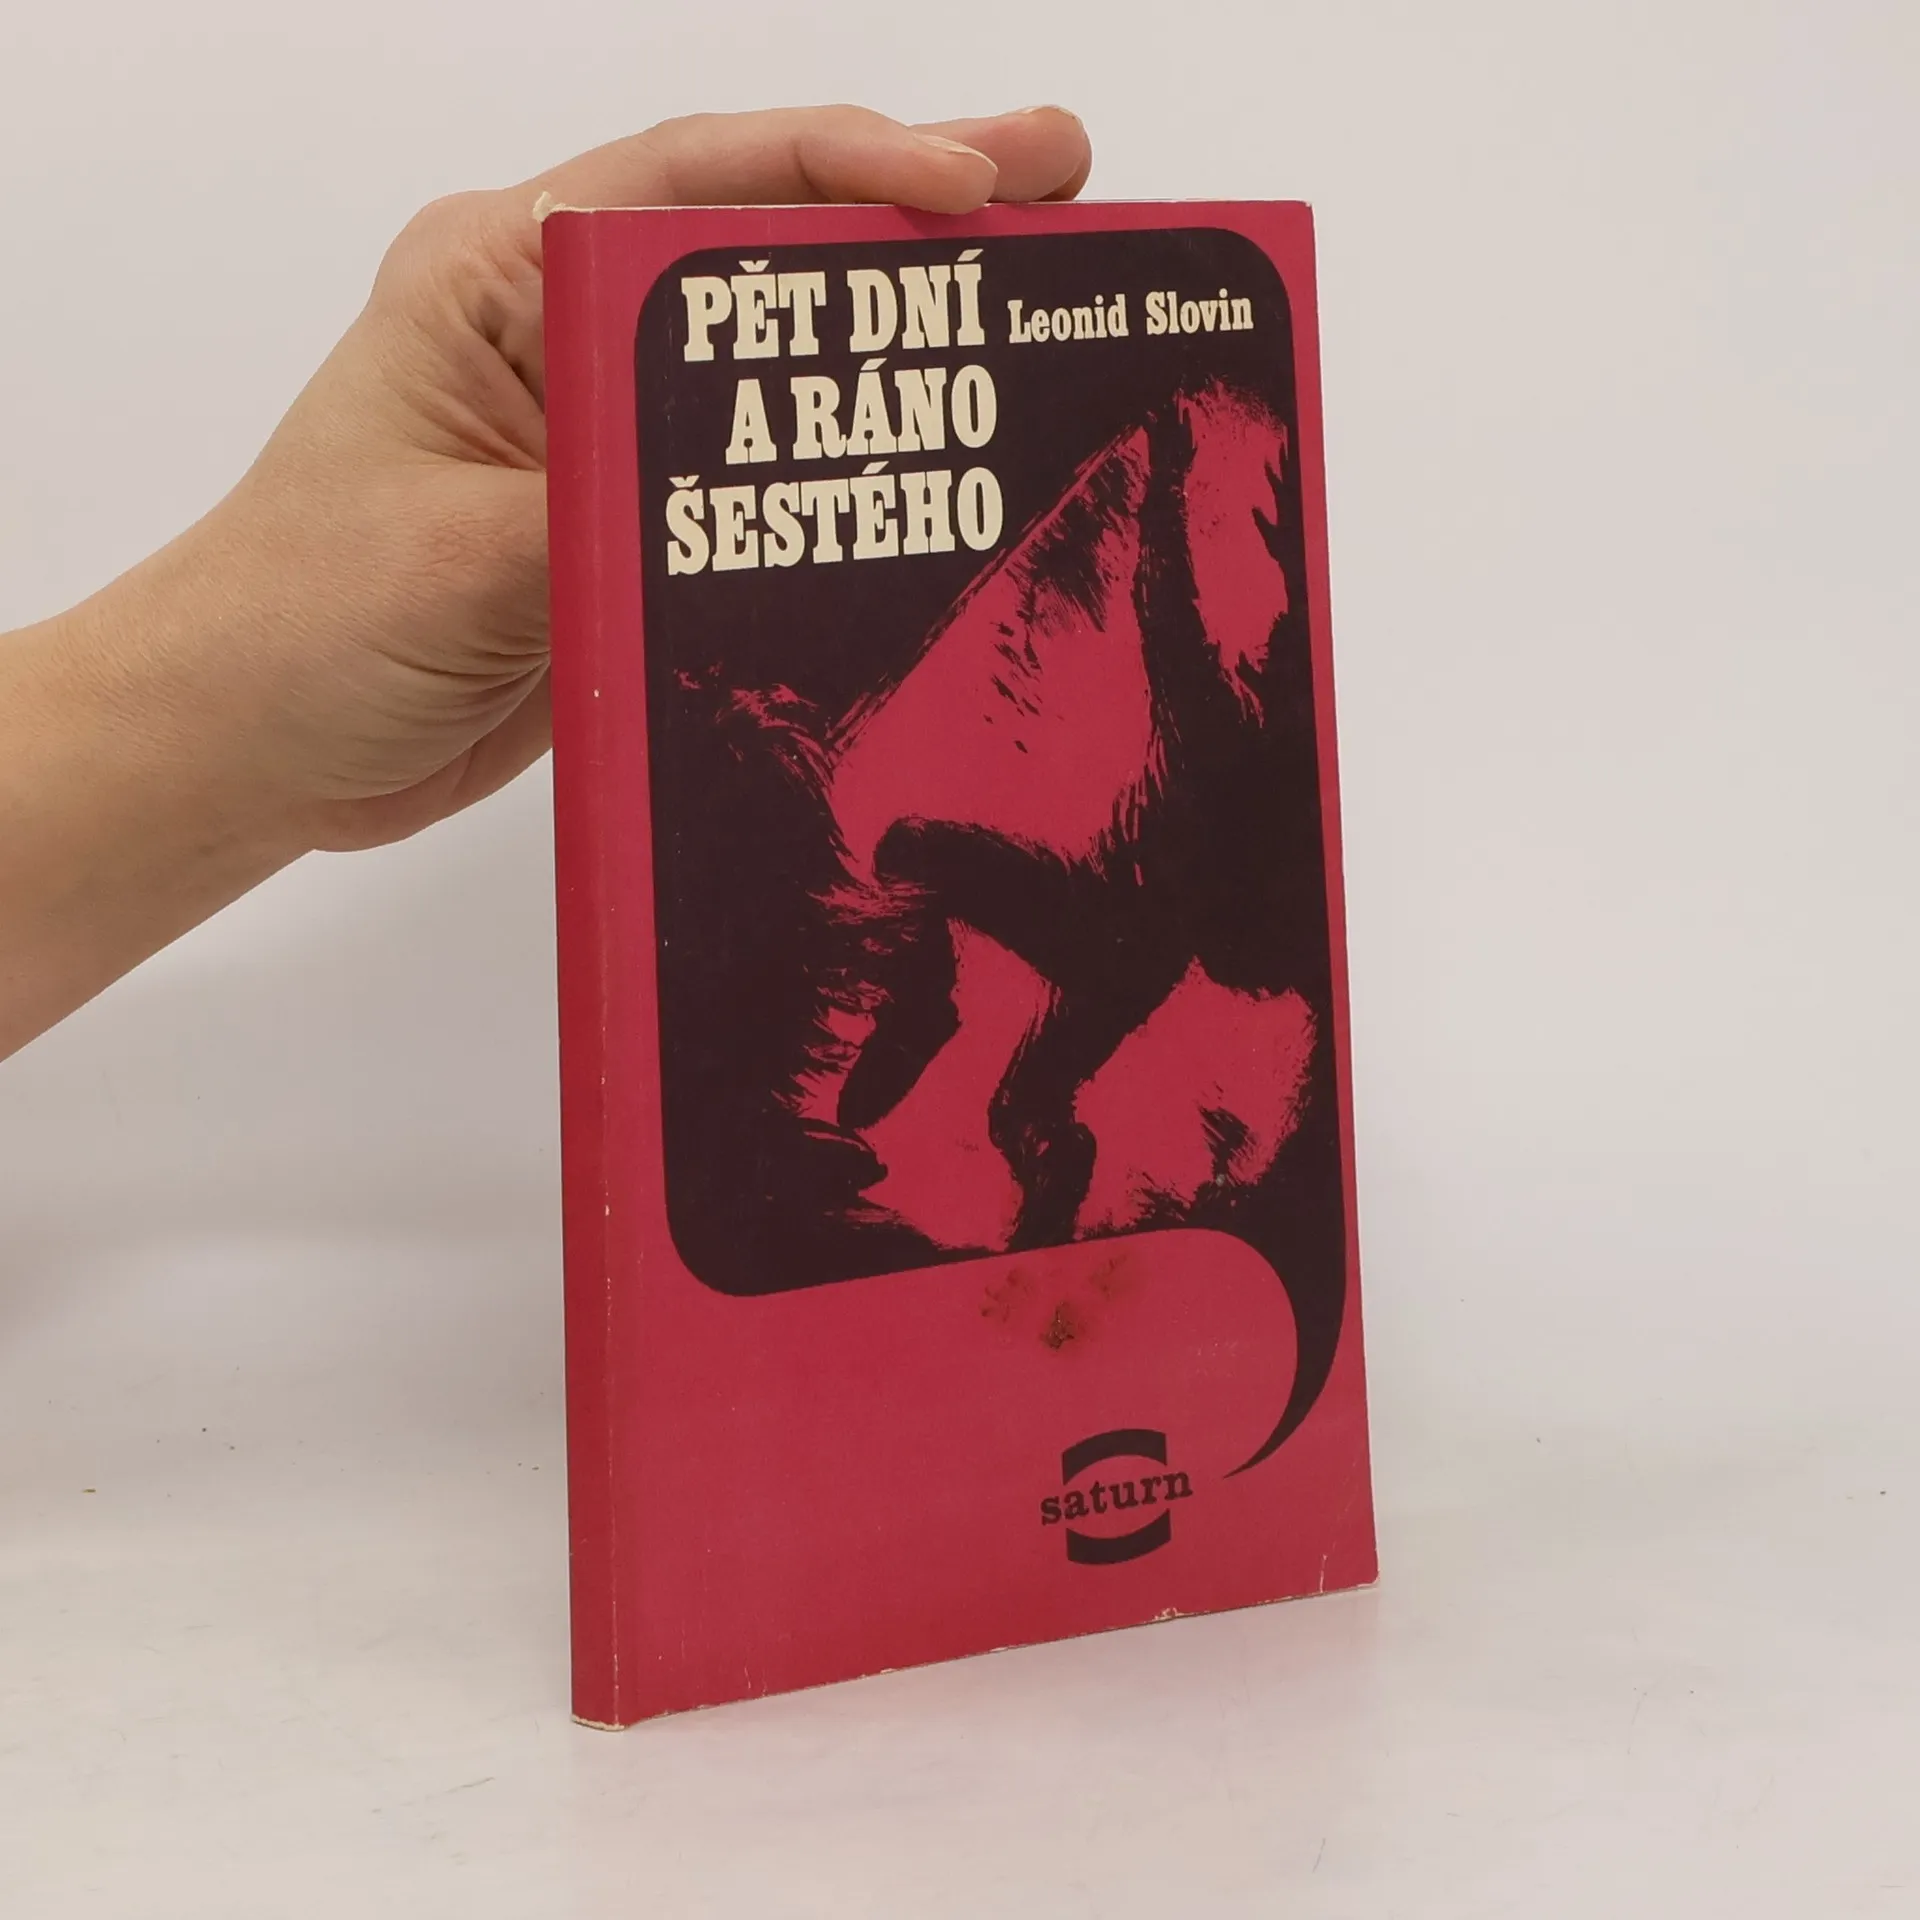 PĚT DNÍ
A RÁNO
ŠESTÉHO
Leonid Slovin
saturn